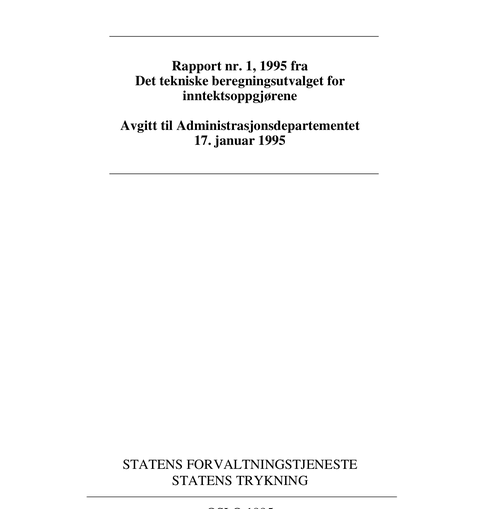 Rapport nr. 1, 1995 fra
Det tekniske beregningsutvalget for
inntektsoppgjørene
Avgitt til Administrasjonsdepartementet
17. januar 1995
STATENS FORVALTNINGSTJENESTE
STATENS TRYKNING